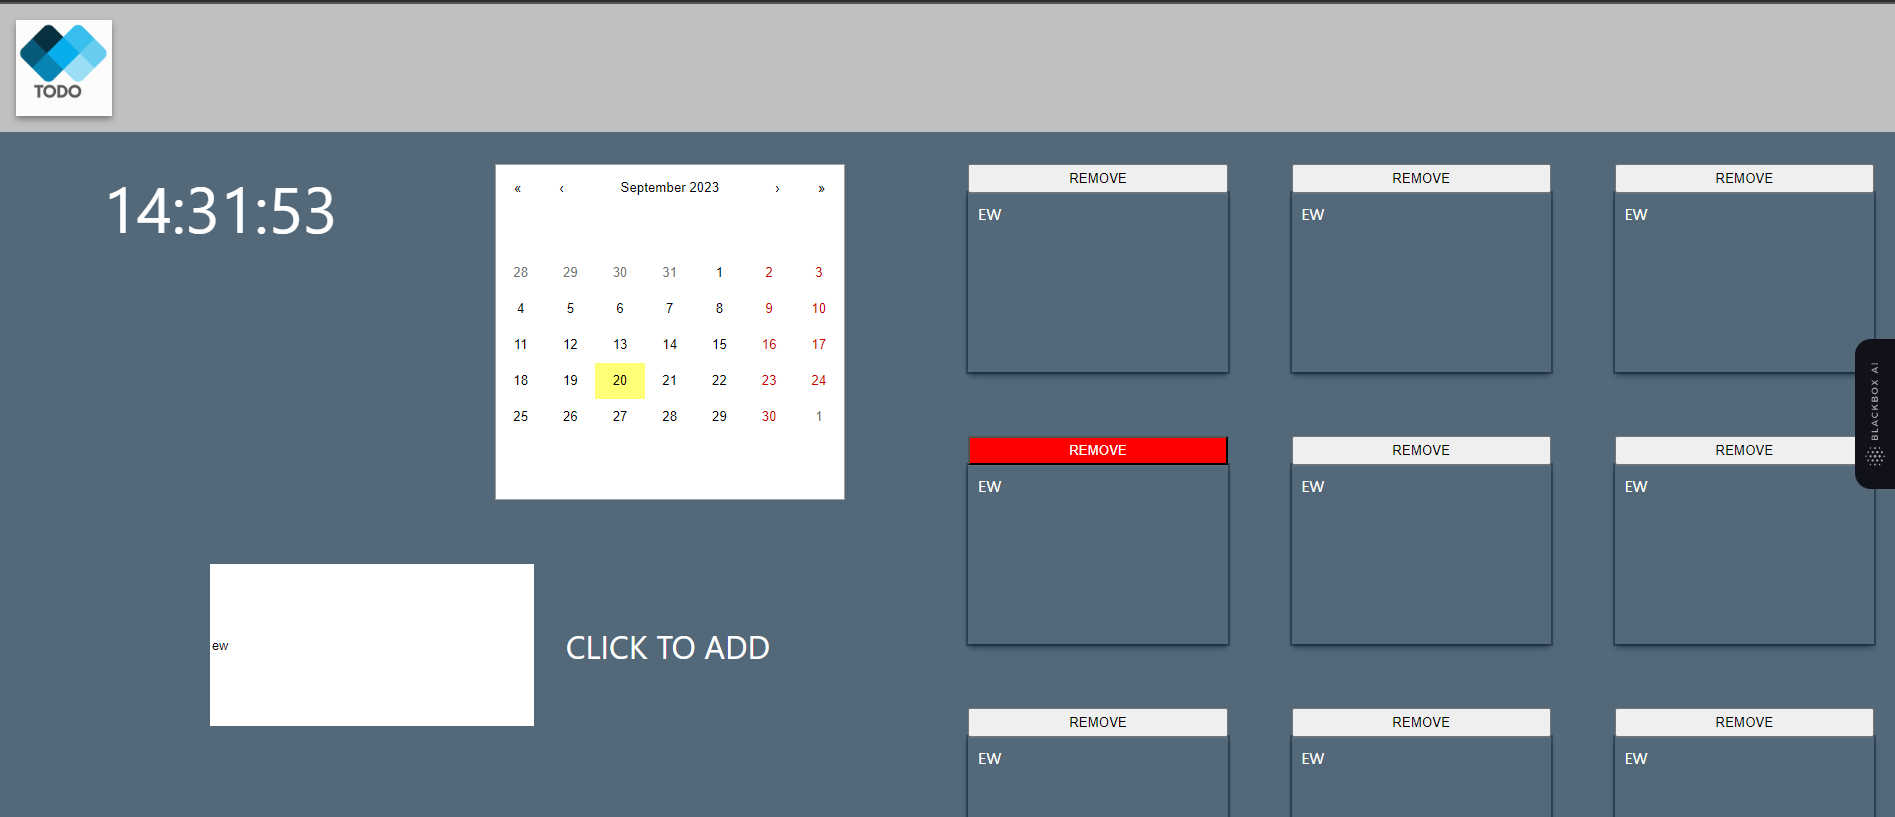 TODO
14:31:53
« ‹ September 2023 › »
28 29 30 31 1 2 3
4 5 6 7 8 9 10
11 12 13 14 15 16 17
18 19 20 21 22 23 24
25 26 27 28 29 30 1
ew
CLICK TO ADD
REMOVE REMOVE REMOVE
EW EW EW
REMOVE REMOVE REMOVE
EW EW EW
REMOVE REMOVE REMOVE
EW EW EW
BLACKBOX AI